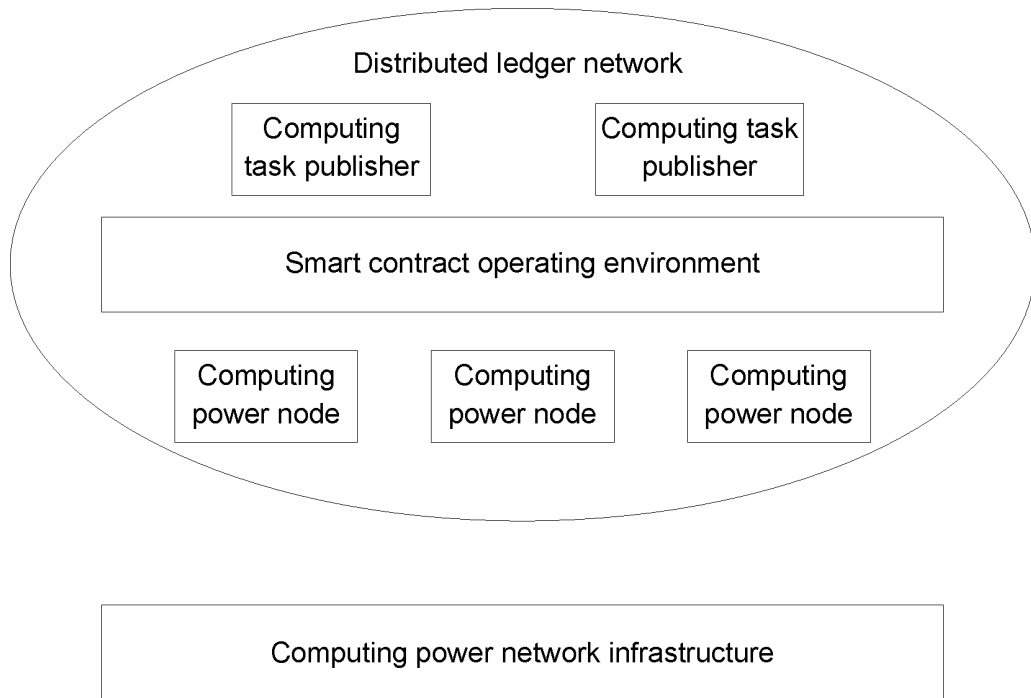 Distributed ledger network
Computing
task publisher
Computing task
publisher
Smart contract operating environment
Computing
power node
Computing
power node
Computing
power node
Computing power network infrastructure